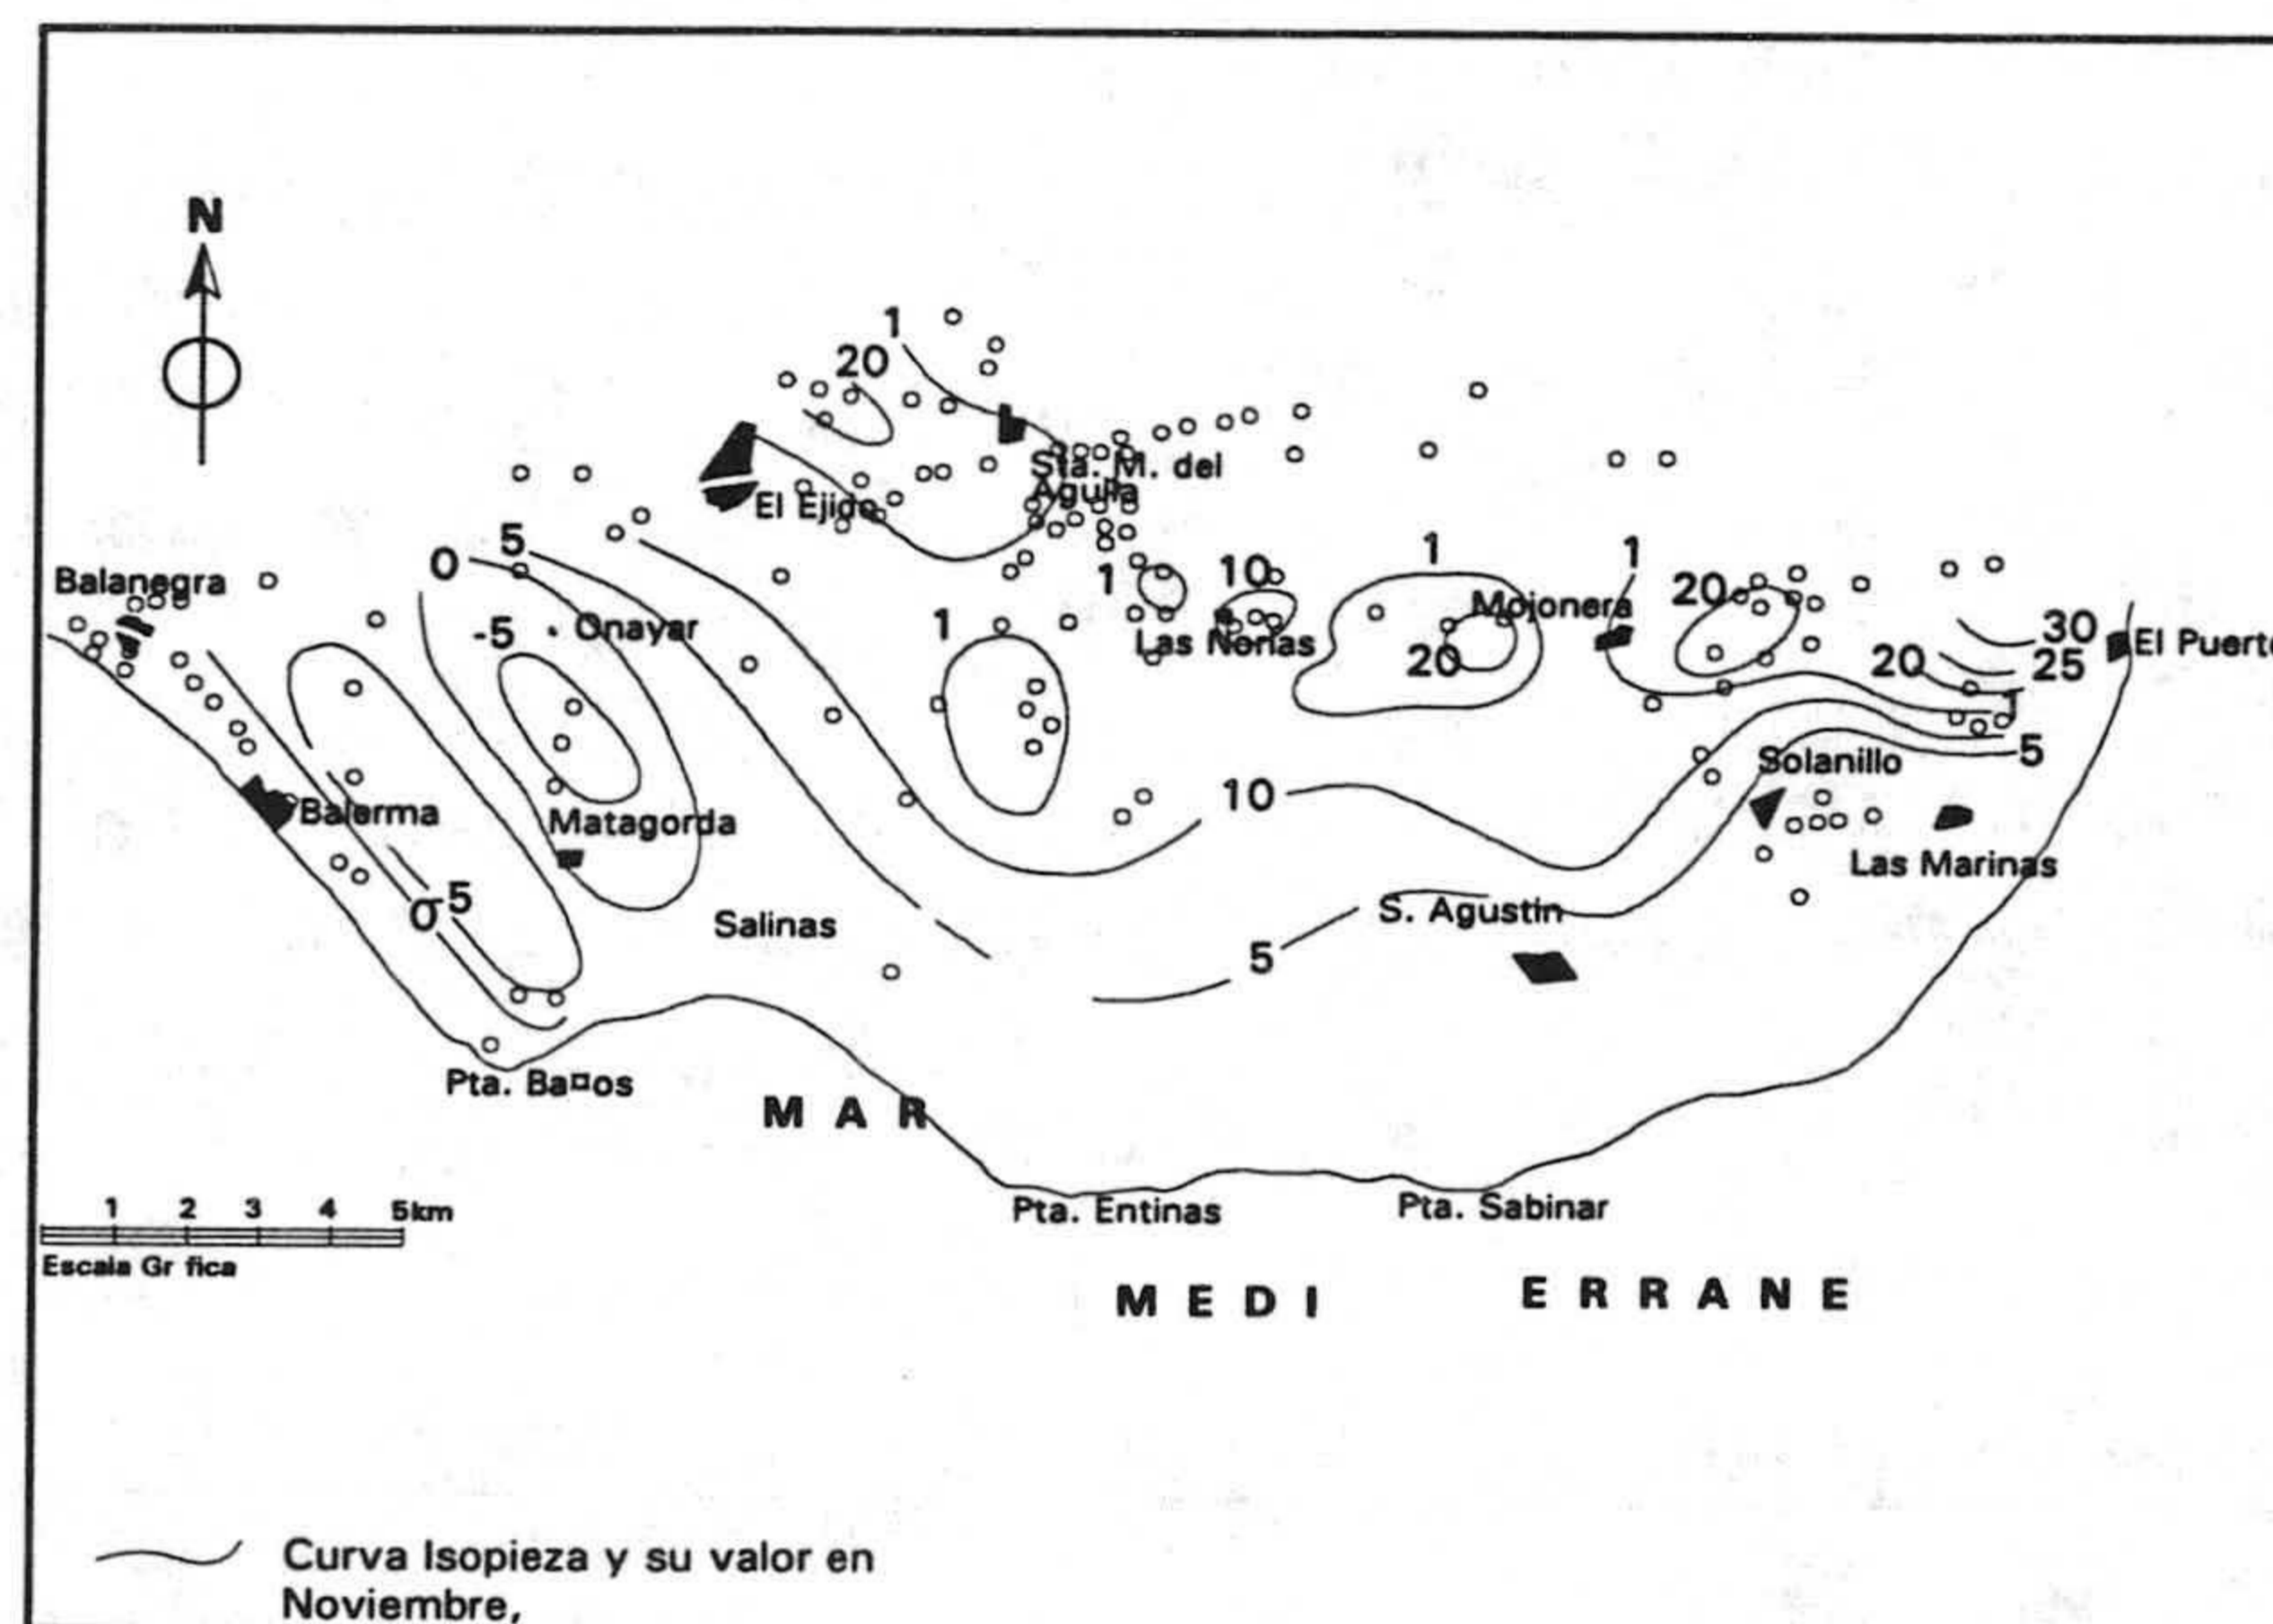 N
1
20
Sta. M. del
Aguila
El Ejido
5
0
1
1
Balanegra
1
10
20
Mojonera
-5
Onayar
1
30
El Puerto
Las Norias
20
20
25
1
5
Solanillo
10
Balerma
Matagorda
Las Marinas
-5
0
S. Agustin
Salinas
5
Pta. Ba¤os
M A R
1 2 3 4 5km
Pta. Entinas
Pta. Sabinar
Escala Gr fica
M E D I E R R A N E
Curva Isopieza y su valor en
Noviembre,